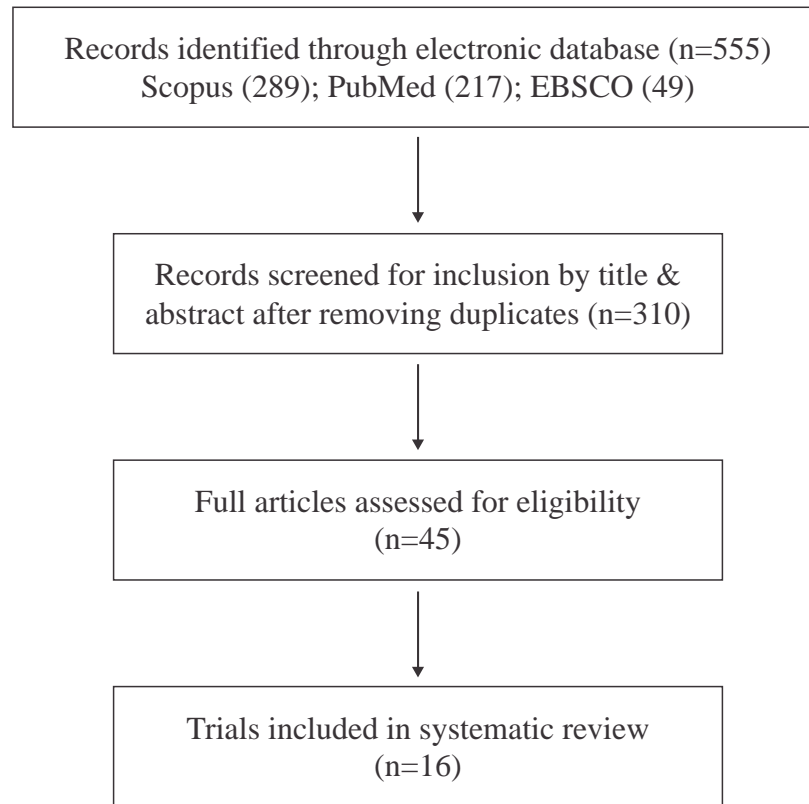 Records identified through electronic database (n=555)
Scopus (289); PubMed (217); EBSCO (49)
Records screened for inclusion by title &
abstract after removing duplicates (n=310)
Full articles assessed for eligibility
(n=45)
Trials included in systematic review
(n=16)